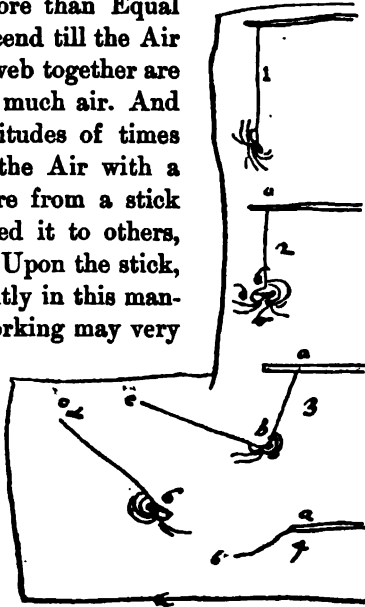 ore than Equal
cend till the Air
veb together are
much air. And
itudes of times
the Air with a
re from a stick
ed it to others,
Upon the stick,
tly in this man-
orking may very
1
a
2
b
a
3
b
c
d
b
a
4
b